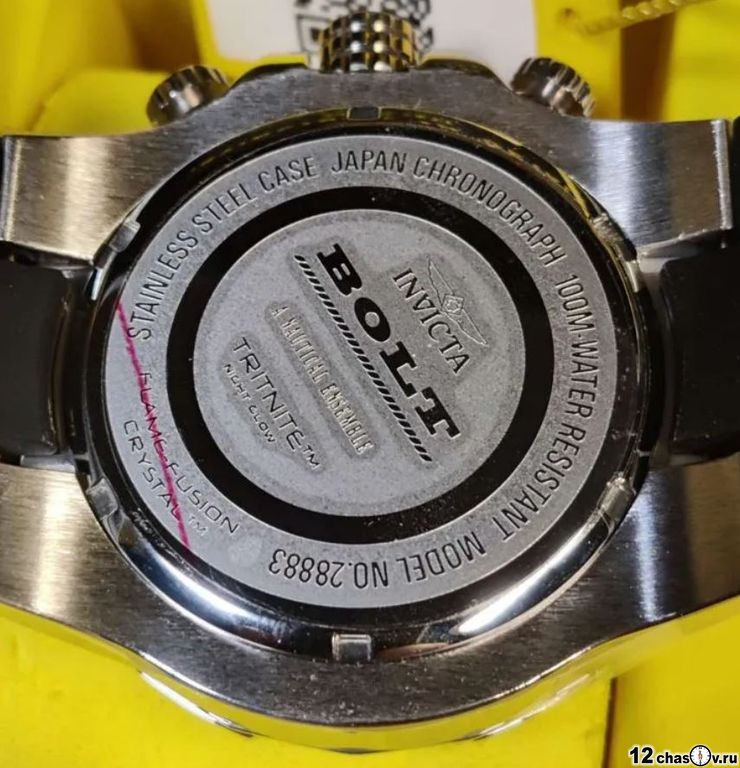 STAINLESS STEEL CASE JAPAN CHRONOGRAPH 100M-WATER RESISTANT MODEL NO.28883
FLAME-FUSION
CRYSTAL™
INVICTA
BOLT
A NAUTICAL ENSEMBLE
TRITNITE™
NIGHT GLOW
12chasov.ru